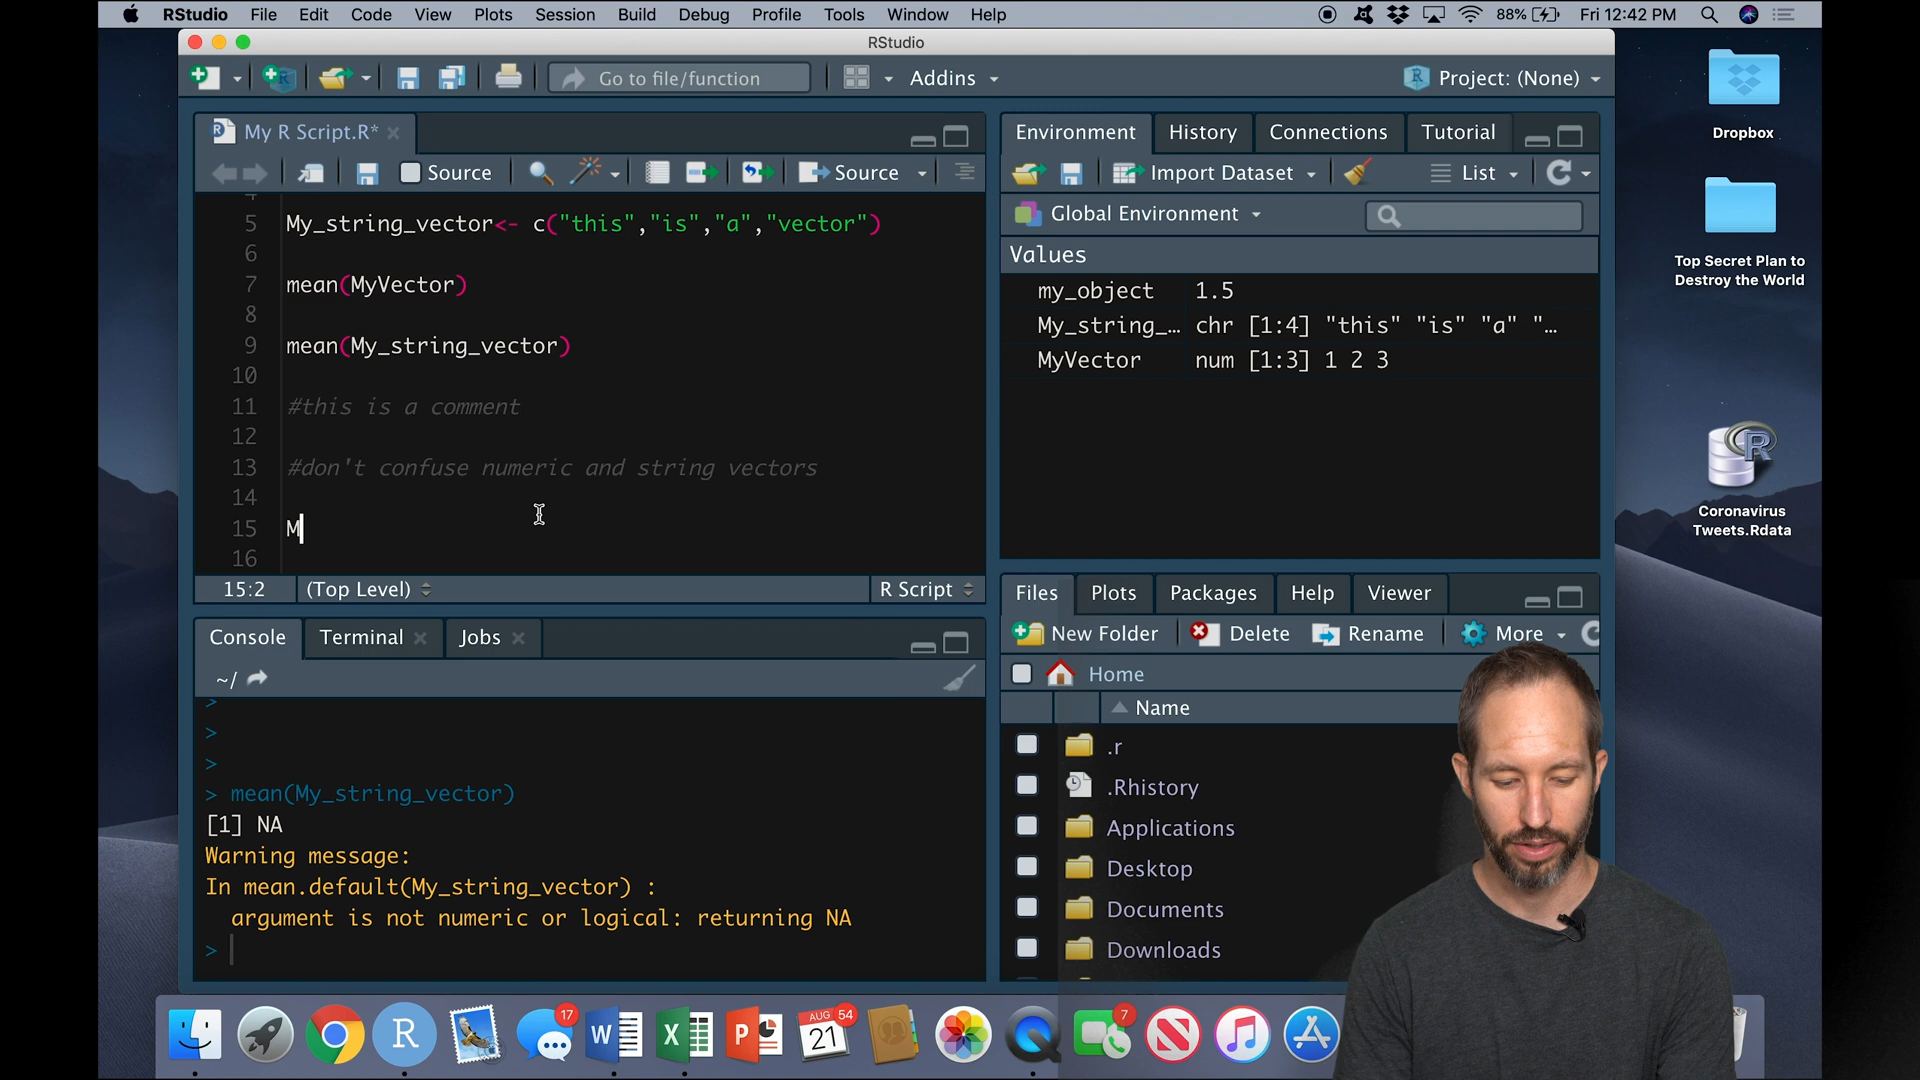 RStudio File Edit Code View Plots Session Build Debug Profile Tools Window Help 88% Fri 12:42 PM
RStudio
Go to file/function Addins Project: (None)
My R Script.R*
Source Source
5 My_string_vector<- c("this","is","a","vector")
6
7 mean(MyVector)
8
9 mean(My_string_vector)
10
11 #this is a comment
12
13 #don't confuse numeric and string vectors
14
15 M
16
15:2 (Top Level) R Script
Console Terminal Jobs
~/
>
>
>
> mean(My_string_vector)
[1] NA
Warning message:
In mean.default(My_string_vector) :
argument is not numeric or logical: returning NA
>
Environment History Connections Tutorial
Import Dataset List
Global Environment
Values
my_object 1.5
My_string_… chr [1:4] "this" "is" "a" "…
MyVector num [1:3] 1 2 3
Files Plots Packages Help Viewer
New Folder Delete Rename More
Home
Name
.r
.Rhistory
Applications
Desktop
Documents
Downloads
Dropbox
Top Secret Plan to
Destroy the World
Coronavirus
Tweets.Rdata
17
AUG
21
54
7